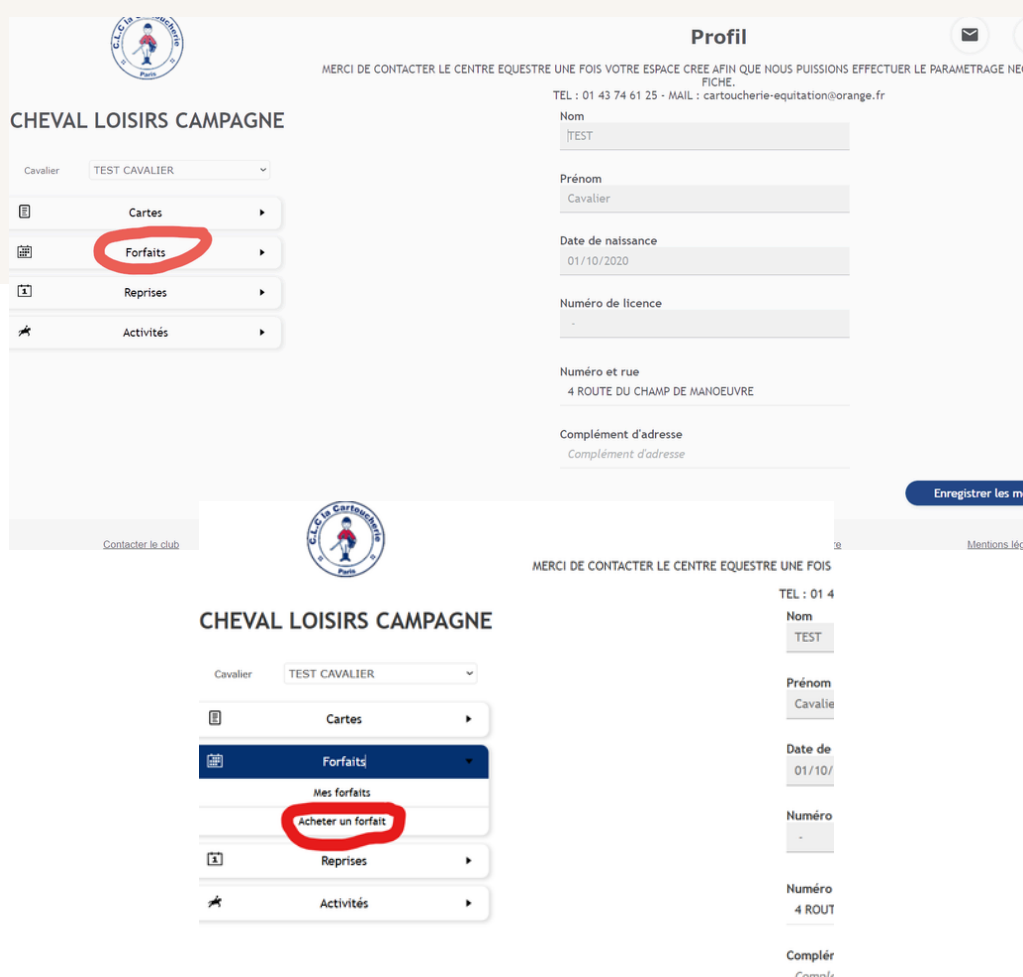 C.L.C la Cartoucherie
Paris
Profil
MERCI DE CONTACTER LE CENTRE EQUESTRE UNE FOIS VOTRE ESPACE CREE AFIN QUE NOUS PUISSIONS EFFECTUER LE PARAMETRAGE NE
FICHE.
TEL : 01 43 74 61 25 - MAIL : cartoucherie-equitation@orange.fr
CHEVAL LOISIRS CAMPAGNE
Cavalier TEST CAVALIER
Cartes
Forfaits
Reprises
Activités
Nom
TEST
Prénom
Cavalier
Date de naissance
01/10/2020
Numéro de licence
-
Numéro et rue
4 ROUTE DU CHAMP DE MANOEUVRE
Complément d'adresse
Complément d'adresse
Enregistrer les m
Contacter le club
re
Mentions lég
C.L.C la Cartoucherie
Paris
MERCI DE CONTACTER LE CENTRE EQUESTRE UNE FOIS
TEL : 01 4
CHEVAL LOISIRS CAMPAGNE
Cavalier TEST CAVALIER
Cartes
Forfaits
Mes forfaits
Acheter un forfait
Reprises
Activités
Nom
TEST
Prénom
Cavalie
Date de
01/10/
Numéro
-
Numéro
4 ROUT
Complér
Complé